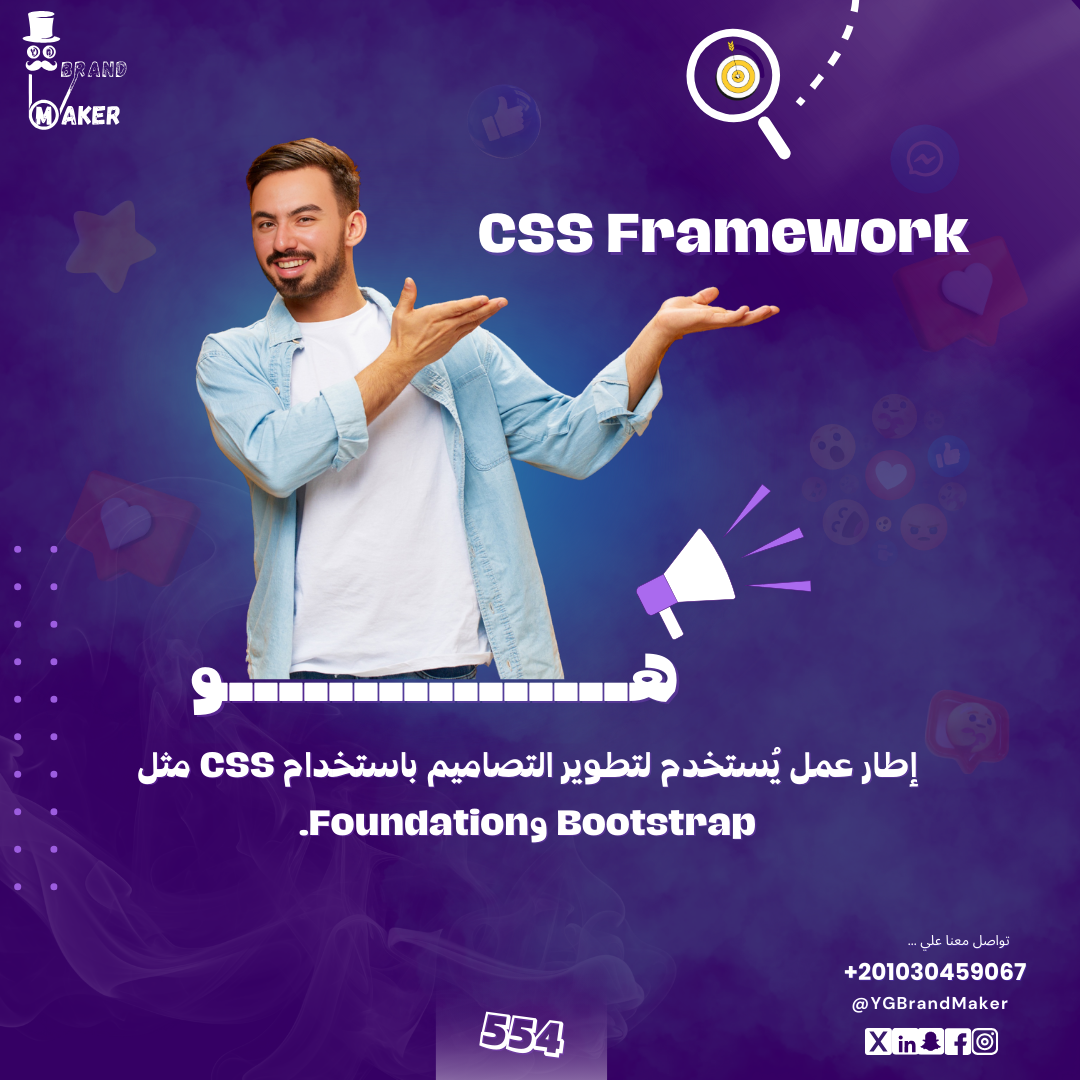 BRAND
MAKER
CSS Framework
هـــــــــــــــــــــــــــــــــو
إطار عمل يُستخدم لتطوير التصاميم باستخدام CSS مثل
Bootstrap وFoundation.
تواصل معنا علي ...
+201030459067
@YGBrandMaker
554